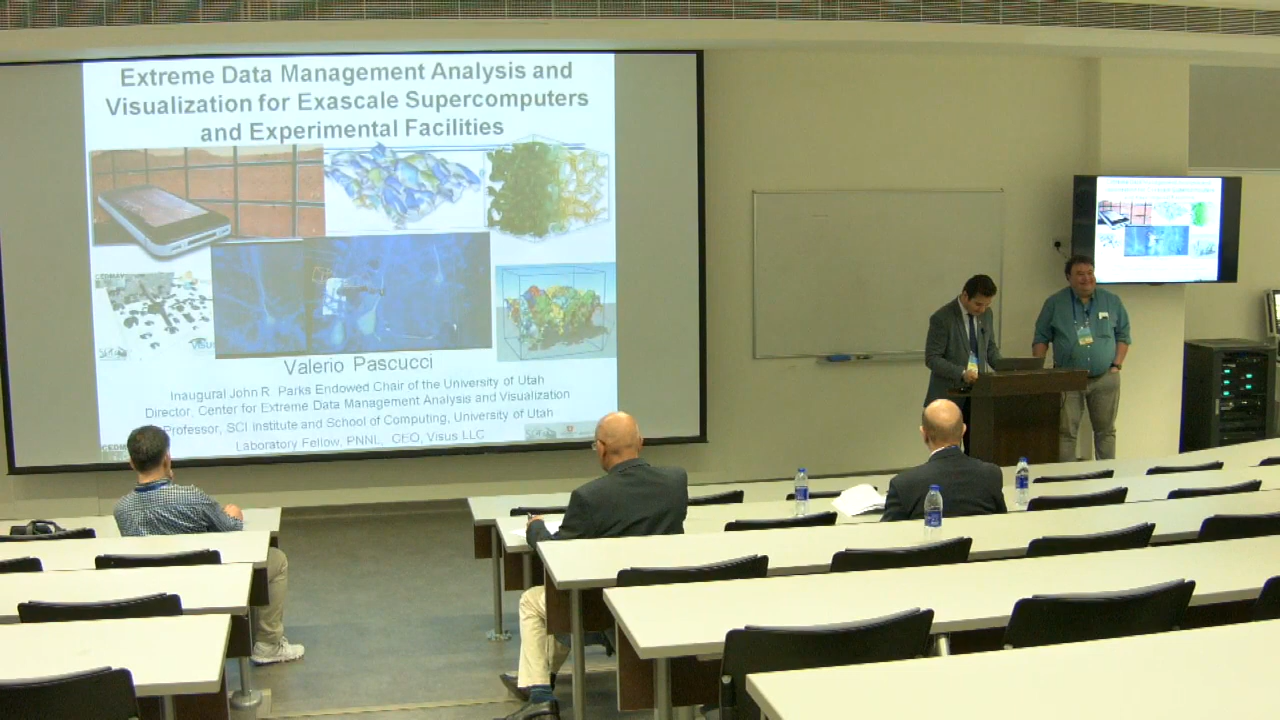 Extreme Data Management Analysis and
Visualization for Exascale Supercomputers
and Experimental Facilities
Valerio Pascucci
Inaugural John R. Parks Endowed Chair of the University of Utah
Director, Center for Extreme Data Management Analysis and Visualization
Professor, SCI Institute and School of Computing, University of Utah
Laboratory Fellow, PNNL, CEO, Visus LLC